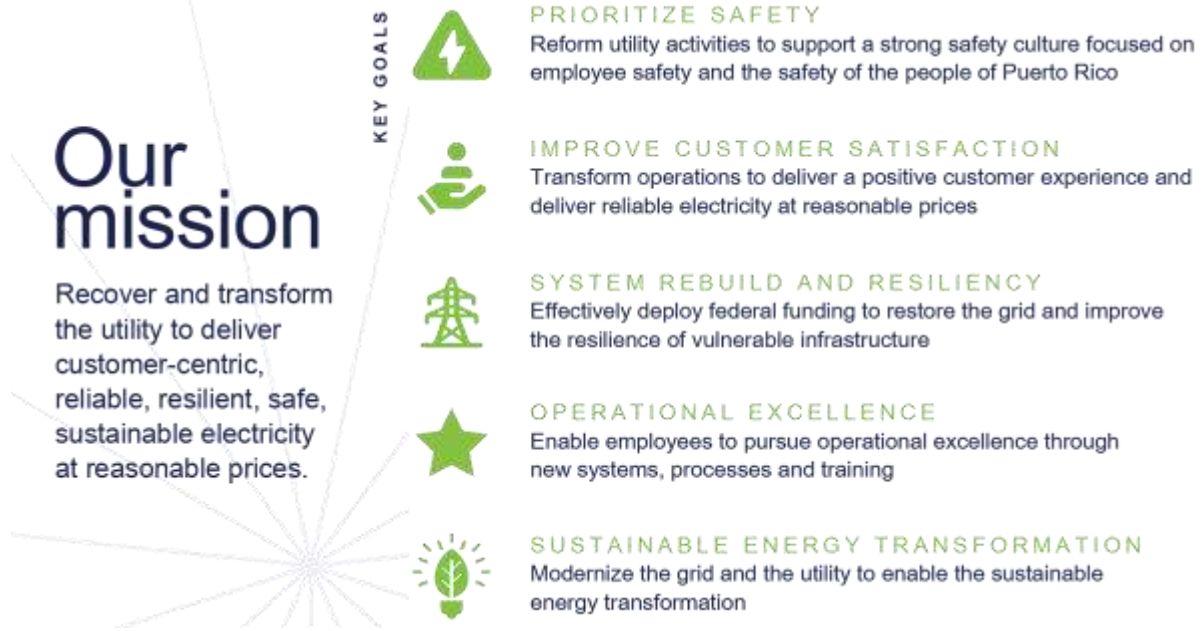 Our
mission
Recover and transform
the utility to deliver
customer-centric,
reliable, resilient, safe,
sustainable electricity
at reasonable prices.
KEY GOALS
PRIORITIZE SAFETY
Reform utility activities to support a strong safety culture focused on
employee safety and the safety of the people of Puerto Rico
IMPROVE CUSTOMER SATISFACTION
Transform operations to deliver a positive customer experience and
deliver reliable electricity at reasonable prices
SYSTEM REBUILD AND RESILIENCY
Effectively deploy federal funding to restore the grid and improve
the resilience of vulnerable infrastructure
OPERATIONAL EXCELLENCE
Enable employees to pursue operational excellence through
new systems, processes and training
SUSTAINABLE ENERGY TRANSFORMATION
Modernize the grid and the utility to enable the sustainable
energy transformation